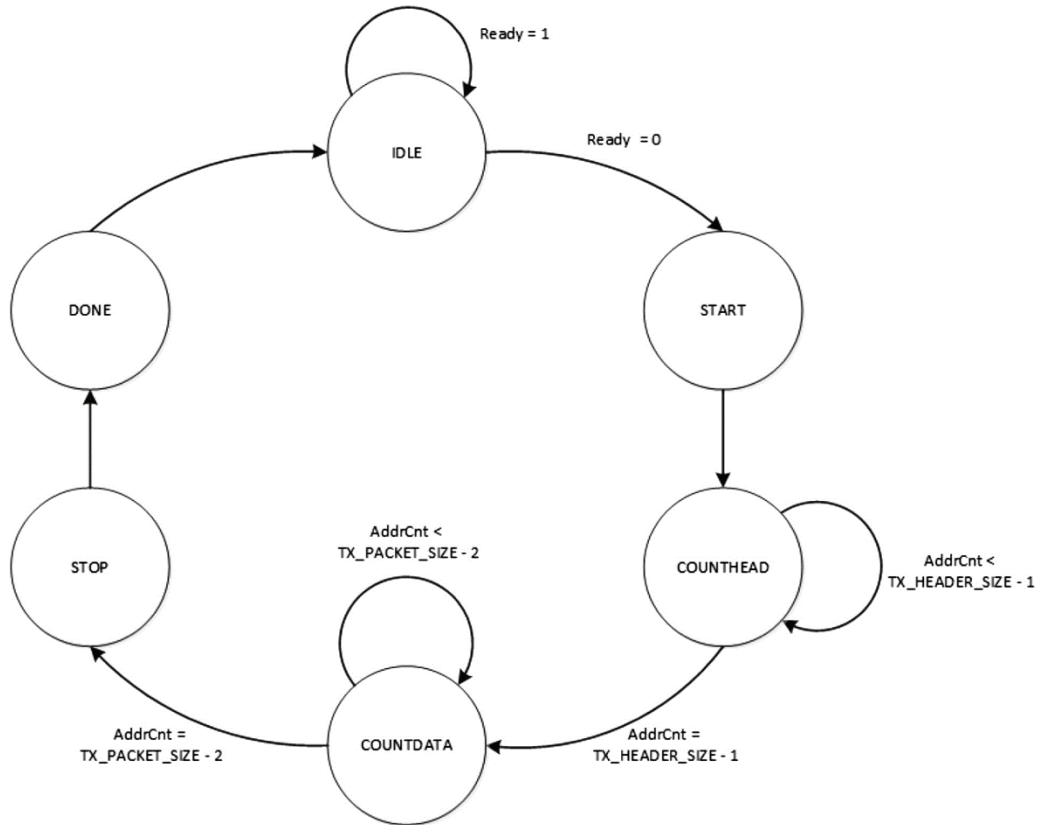 Ready = 1
IDLE
Ready  = 0
DONE
START
AddrCnt <
TX_PACKET_SIZE - 2
STOP
COUNTHEAD
AddrCnt <
TX_HEADER_SIZE - 1
AddrCnt =
TX_PACKET_SIZE - 2
COUNTDATA
AddrCnt =
TX_HEADER_SIZE - 1